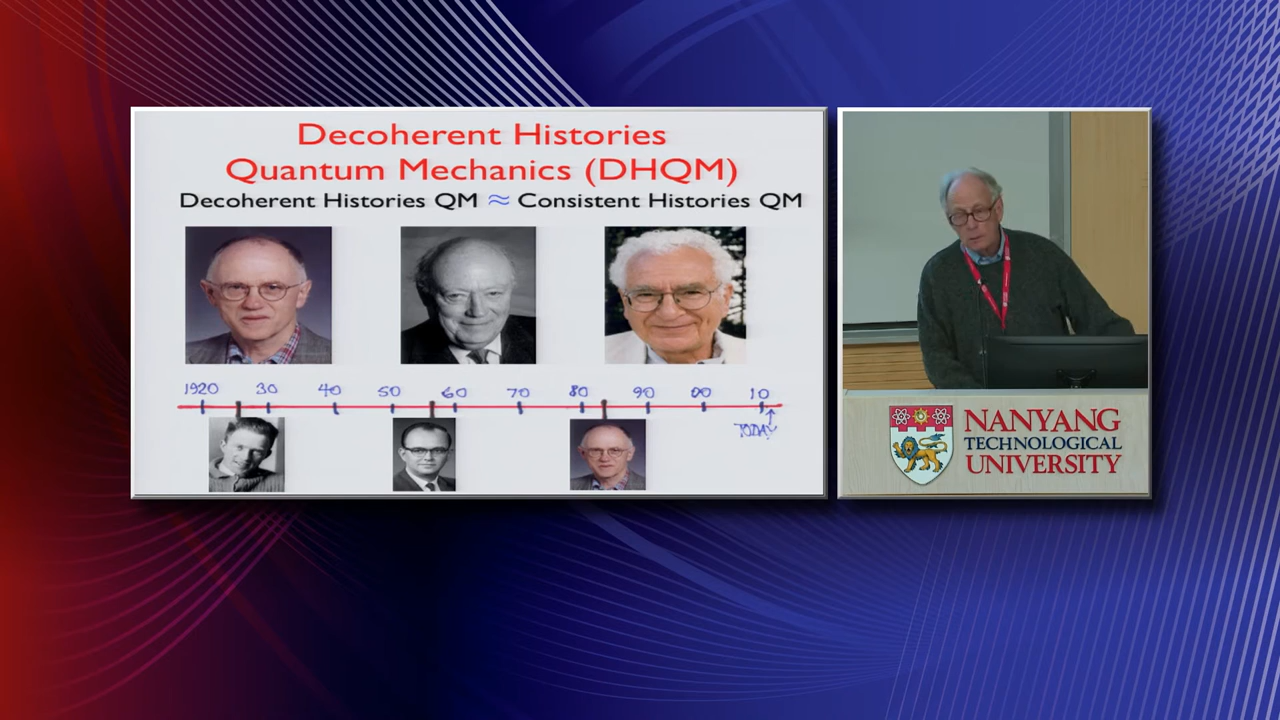 Decoherent Histories
Quantum Mechanics (DHQM)
Decoherent Histories QM ≈ Consistent Histories QM
1920 30 40 50 60 70 80 90 00 10
TODAY
NANYANG
TECHNOLOGICAL
UNIVERSITY